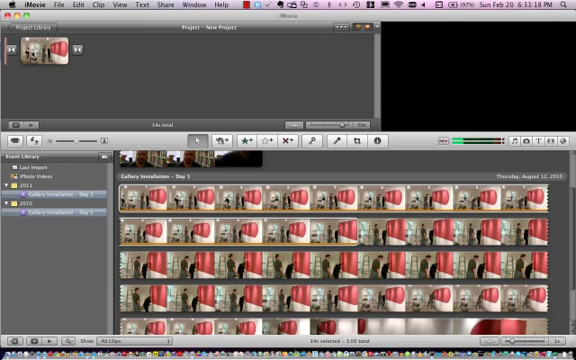 iMovie File Edit Clip View Text Share Window Help (97%) Sun Feb 20 6:33:18 PM
iMovie
Project Library Project – New Project
14s total
Event Library
Last Import
iPhoto Videos
2011
Gallery Installation – Day 2
2010
Gallery Installation – Day 1
Gallery Installation – Day 1 Thursday, August 12, 2010
Show: All Clips 14s selected – 1:00 total